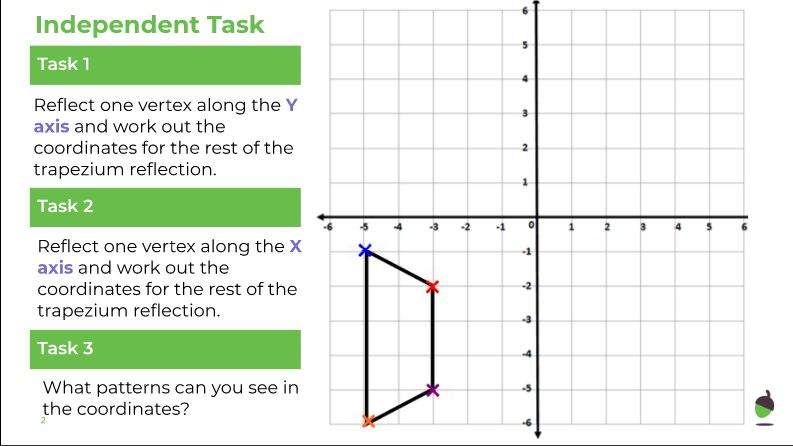 Independent Task
Task 1
Reflect one vertex along the Y
axis and work out the
coordinates for the rest of the
trapezium reflection.
Task 2
Reflect one vertex along the X
axis and work out the
coordinates for the rest of the
trapezium reflection.
Task 3
What patterns can you see in
the coordinates?
2
6
5
4
3
2
1
-6 -5 -4 -3 -2 -1 0 1 2 3 4 5 6
-1
-2
-3
-4
-5
-6